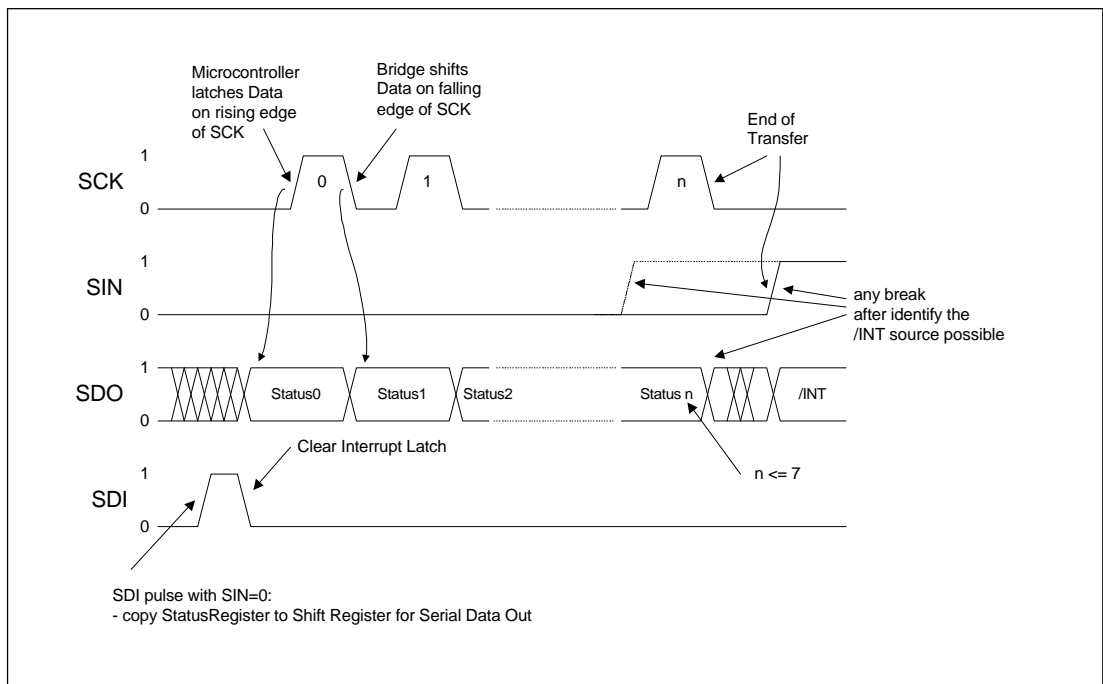 Microcontroller
latches Data
on rising edge
of SCK
Bridge shifts
Data on falling
edge of SCK
End of
Transfer
1
SCK
0
0
1
n
1
SIN
0
any break
after identify the
/INT source possible
1
SDO
0
Status0
Status1
Status2
Status n
/INT
Clear Interrupt Latch
n <= 7
1
SDI
0
SDI pulse with SIN=0:
- copy StatusRegister to Shift Register for Serial Data Out